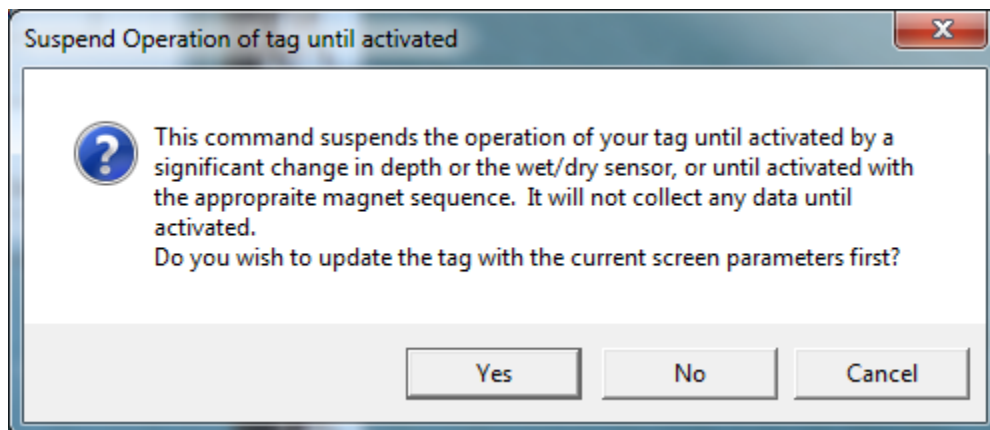 Suspend Operation of tag until activated
This command suspends the operation of your tag until activated by a
significant change in depth or the wet/dry sensor, or until activated with
the appropraite magnet sequence.  It will not collect any data until
activated.
Do you wish to update the tag with the current screen parameters first?
Yes No Cancel